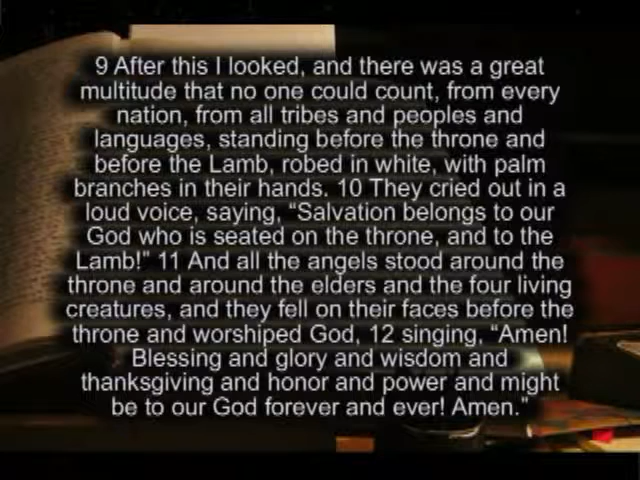 9 After this I looked, and there was a great
multitude that no one could count, from every
nation, from all tribes and peoples and
languages, standing before the throne and
before the Lamb, robed in white, with palm
branches in their hands. 10 They cried out in a
loud voice, saying, “Salvation belongs to our
God who is seated on the throne, and to the
Lamb!” 11 And all the angels stood around the
throne and around the elders and the four living
creatures, and they fell on their faces before the
throne and worshiped God, 12 singing, “Amen!
Blessing and glory and wisdom and
thanksgiving and honor and power and might
be to our God forever and ever! Amen.”